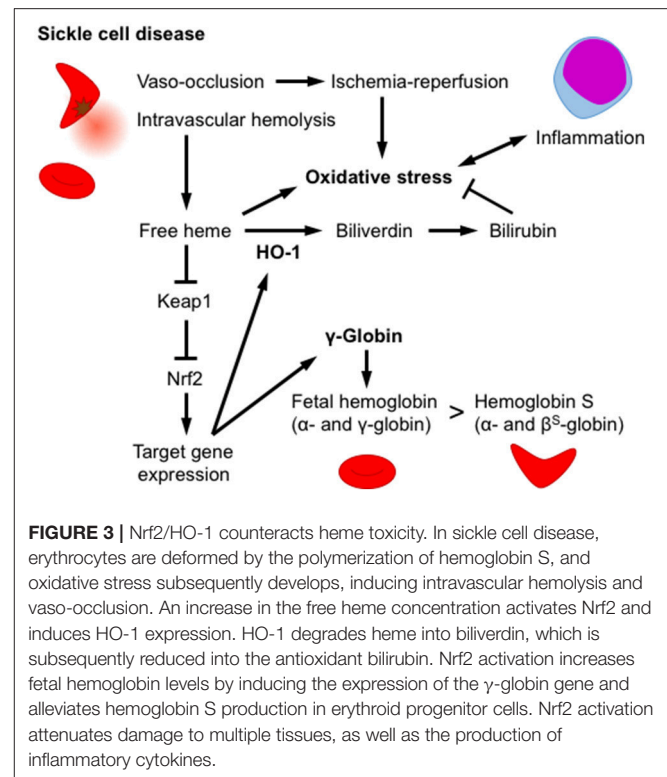 Sickle cell disease
Vaso-occlusion Ischemia-reperfusion
Intravascular hemolysis
Inflammation
Oxidative stress
Free heme Biliverdin Bilirubin
HO-1
Keap1
γ-Globin
Nrf2
Fetal hemoglobin > Hemoglobin S
(α- and γ-globin) (α- and βS-globin)
Target gene
expression
FIGURE 3 | Nrf2/HO-1 counteracts heme toxicity. In sickle cell disease,
erythrocytes are deformed by the polymerization of hemoglobin S, and
oxidative stress subsequently develops, inducing intravascular hemolysis and
vaso-occlusion. An increase in the free heme concentration activates Nrf2 and
induces HO-1 expression. HO-1 degrades heme into biliverdin, which is
subsequently reduced into the antioxidant bilirubin. Nrf2 activation increases
fetal hemoglobin levels by inducing the expression of the γ-globin gene and
alleviates hemoglobin S production in erythroid progenitor cells. Nrf2 activation
attenuates damage to multiple tissues, as well as the production of
inflammatory cytokines.